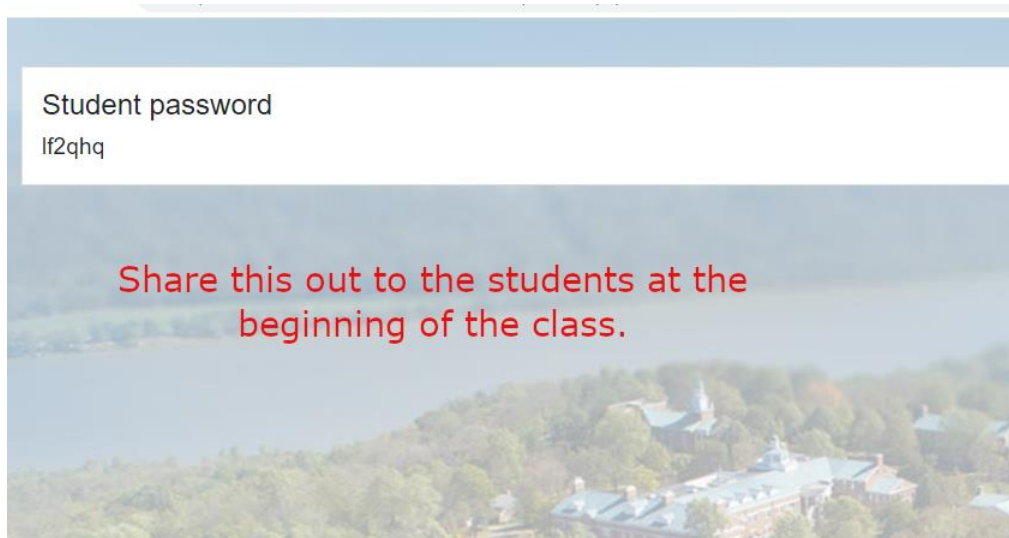 Student password
lf2qhq
Share this out to the students at the
beginning of the class.